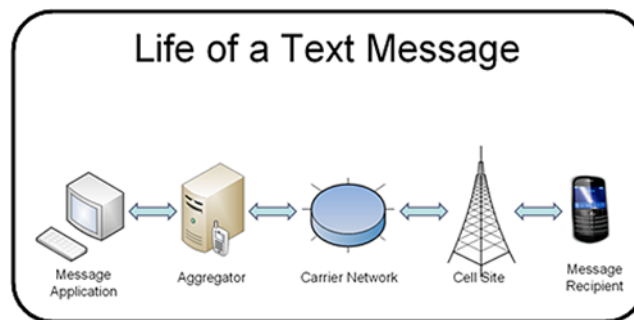 Life of a Text Message
Message
Application
Aggregator
Carrier Network
Cell Site
Message
Recipient